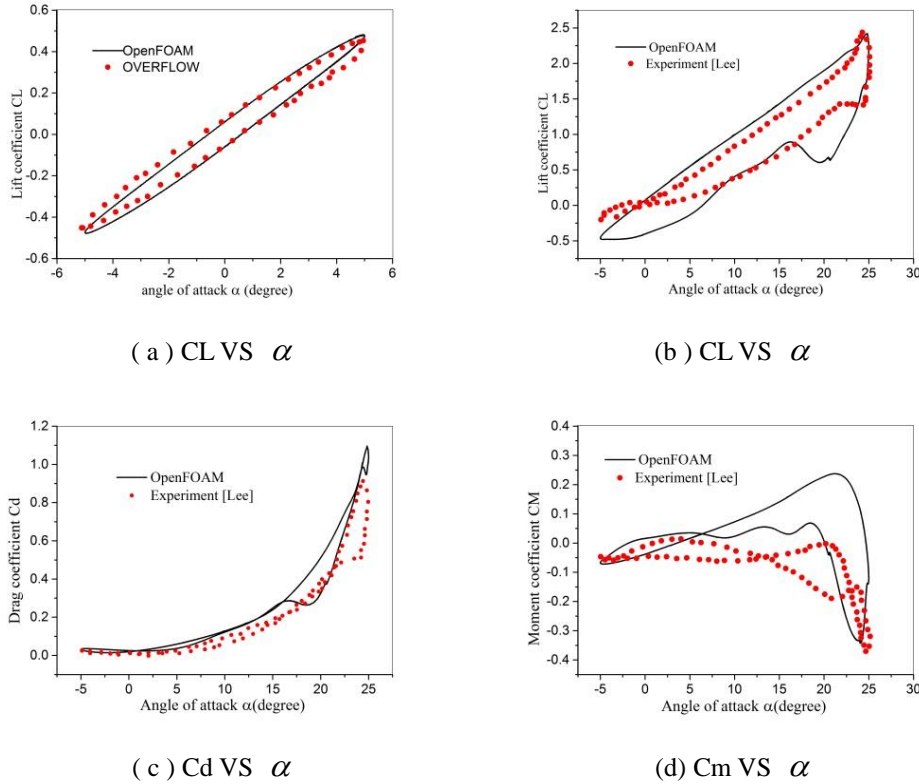 0.6
0.4
0.2
0.0
-0.2
-0.4
-0.6
Lift coefficient CL
OpenFOAM
OVERFLOW
-6 -4 -2 0 2 4 6
angle of attack α (degree)
( a ) CL VS α
2.5
2.0
1.5
1.0
0.5
0.0
-0.5
Lift coefficient CL
OpenFOAM
Experiment [Lee]
-5 0 5 10 15 20 25 30
Angle of attack α (degree)
(b) CL VS α
1.2
1.0
0.8
0.6
0.4
0.2
0.0
Drag coefficient Cd
OpenFOAM
Experiment [Lee]
-5 0 5 10 15 20 25
Angle of attack α(degree)
( c ) Cd VS α
0.4
0.3
0.2
0.1
0.0
-0.1
-0.2
-0.3
-0.4
Moment coefficient CM
OpenFOAM
Experiment [Lee]
-5 0 5 10 15 20 25 30
Angle of attack α(degree)
(d) Cm VS α